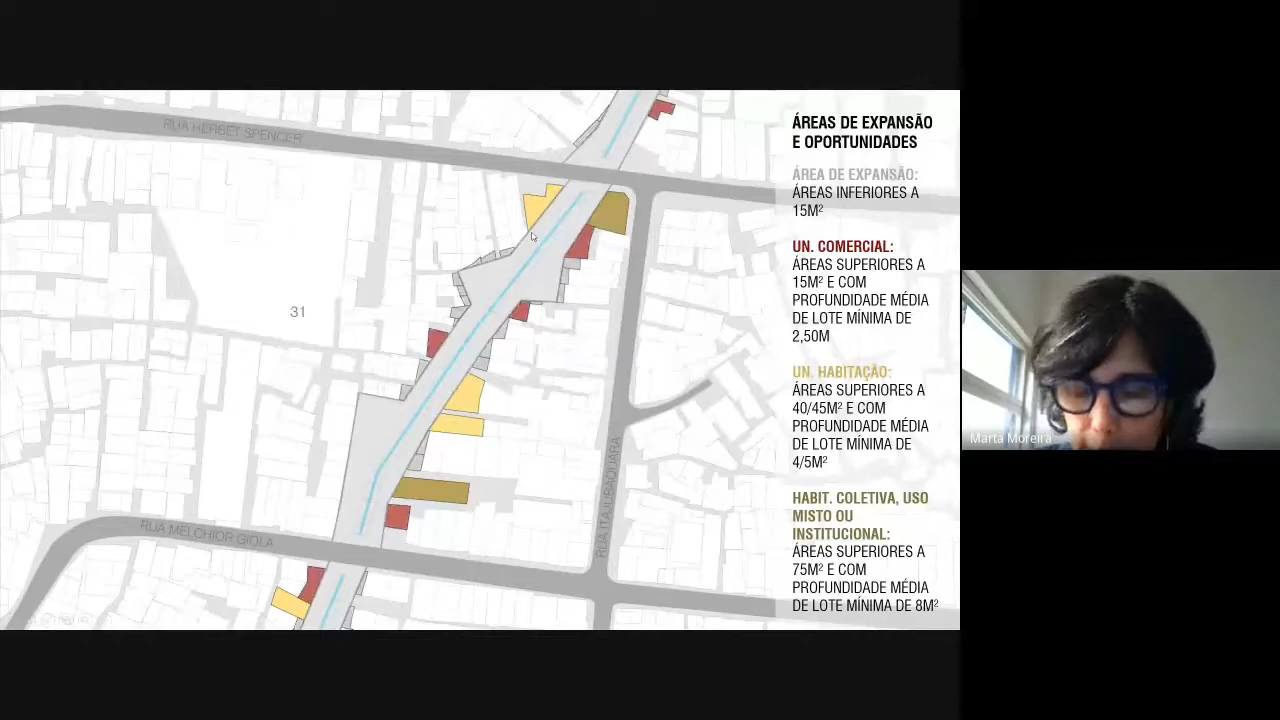 RUA HERBET SPENCER
31
RUA ITAJUBAQUARA
RUA MELCHIOR GIOLA
ÁREAS DE EXPANSÃO
E OPORTUNIDADES
ÁREA DE EXPANSÃO:
ÁREAS INFERIORES A
15M²
UN. COMERCIAL:
ÁREAS SUPERIORES A
15M² E COM
PROFUNDIDADE MÉDIA
DE LOTE MÍNIMA DE
2,50M
UN. HABITAÇÃO:
ÁREAS SUPERIORES A
40/45M² E COM
PROFUNDIDADE MÉDIA
DE LOTE MÍNIMA DE
4/5M²
HABIT. COLETIVA, USO
MISTO OU
INSTITUCIONAL:
ÁREAS SUPERIORES A
75M² E COM
PROFUNDIDADE MÉDIA
DE LOTE MÍNIMA DE 8M²
Marta Moreira